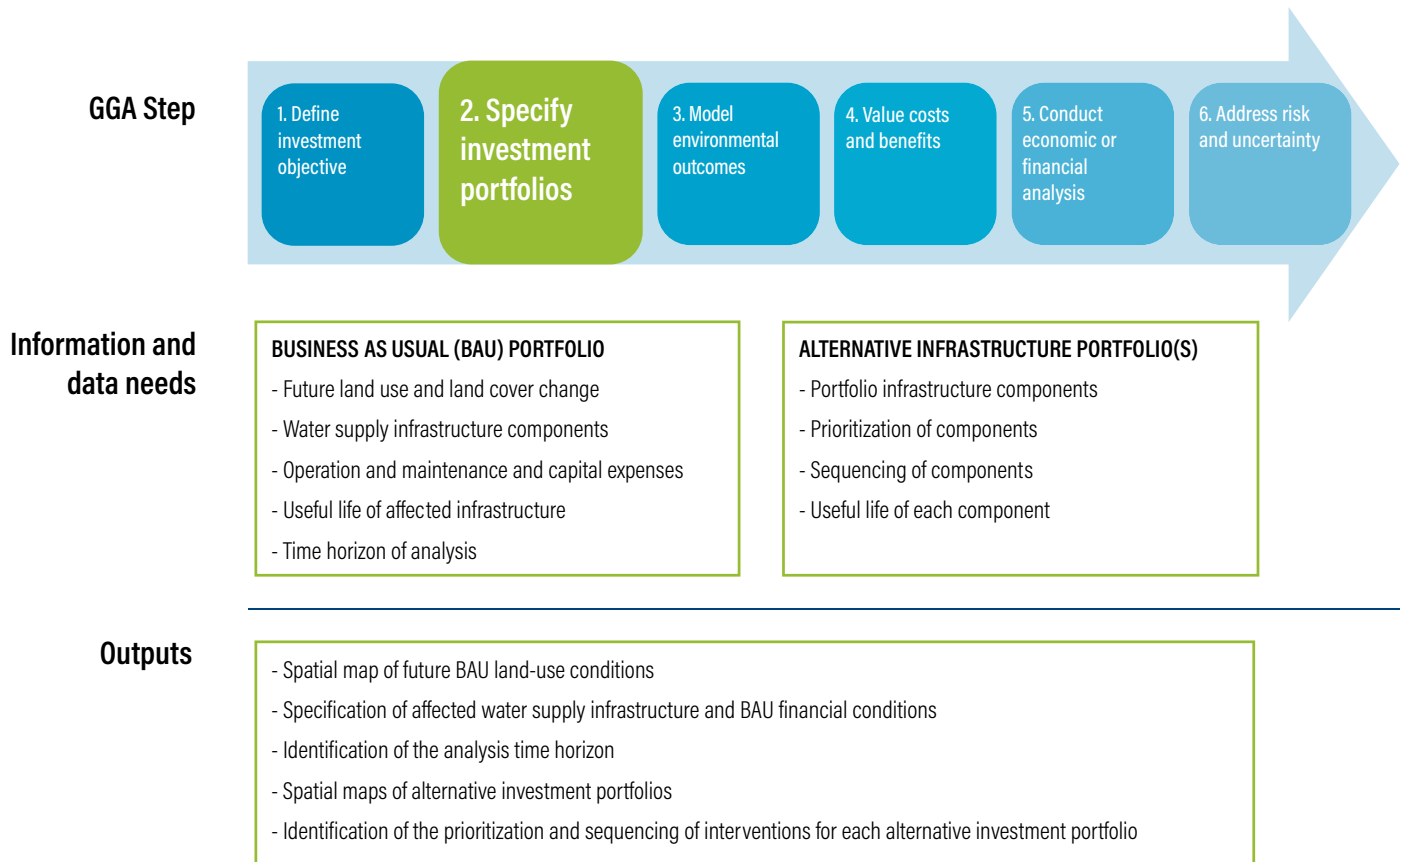 GGA Step
1. Define
investment
objective
2. Specify
investment
portfolios
3. Model
environmental
outcomes
4. Value costs
and benefits
5. Conduct
economic or
financial
analysis
6. Address risk
and uncertainty
Information and
data needs
BUSINESS AS USUAL (BAU) PORTFOLIO
- Future land use and land cover change
- Water supply infrastructure components
- Operation and maintenance and capital expenses
- Useful life of affected infrastructure
- Time horizon of analysis
ALTERNATIVE INFRASTRUCTURE PORTFOLIO(S)
- Portfolio infrastructure components
- Prioritization of components
- Sequencing of components
- Useful life of each component
Outputs
- Spatial map of future BAU land-use conditions
- Specification of affected water supply infrastructure and BAU financial conditions
- Identification of the analysis time horizon
- Spatial maps of alternative investment portfolios
- Identification of the prioritization and sequencing of interventions for each alternative investment portfolio